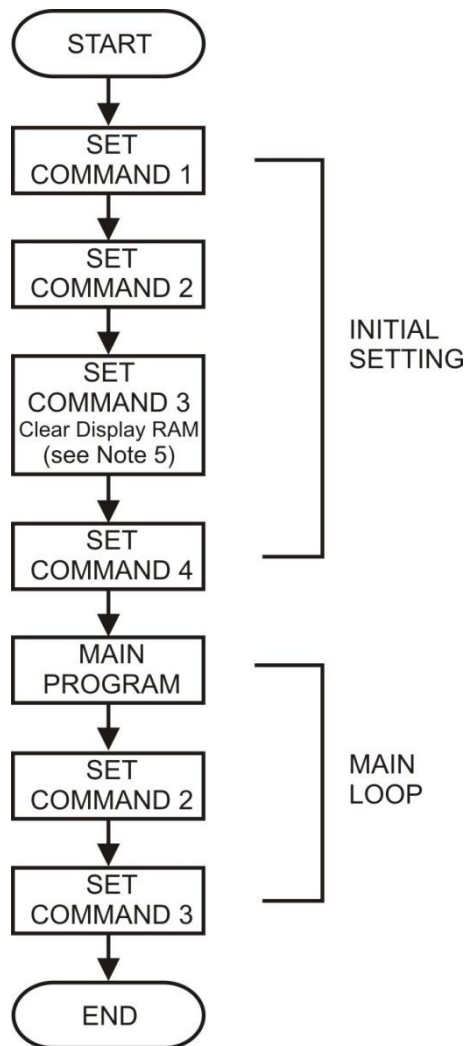 START
SET
COMMAND 1
SET
COMMAND 2
SET
COMMAND 3
Clear Display RAM
(see Note 5)
SET
COMMAND 4
INITIAL
SETTING
MAIN
PROGRAM
SET
COMMAND 2
SET
COMMAND 3
MAIN
LOOP
END